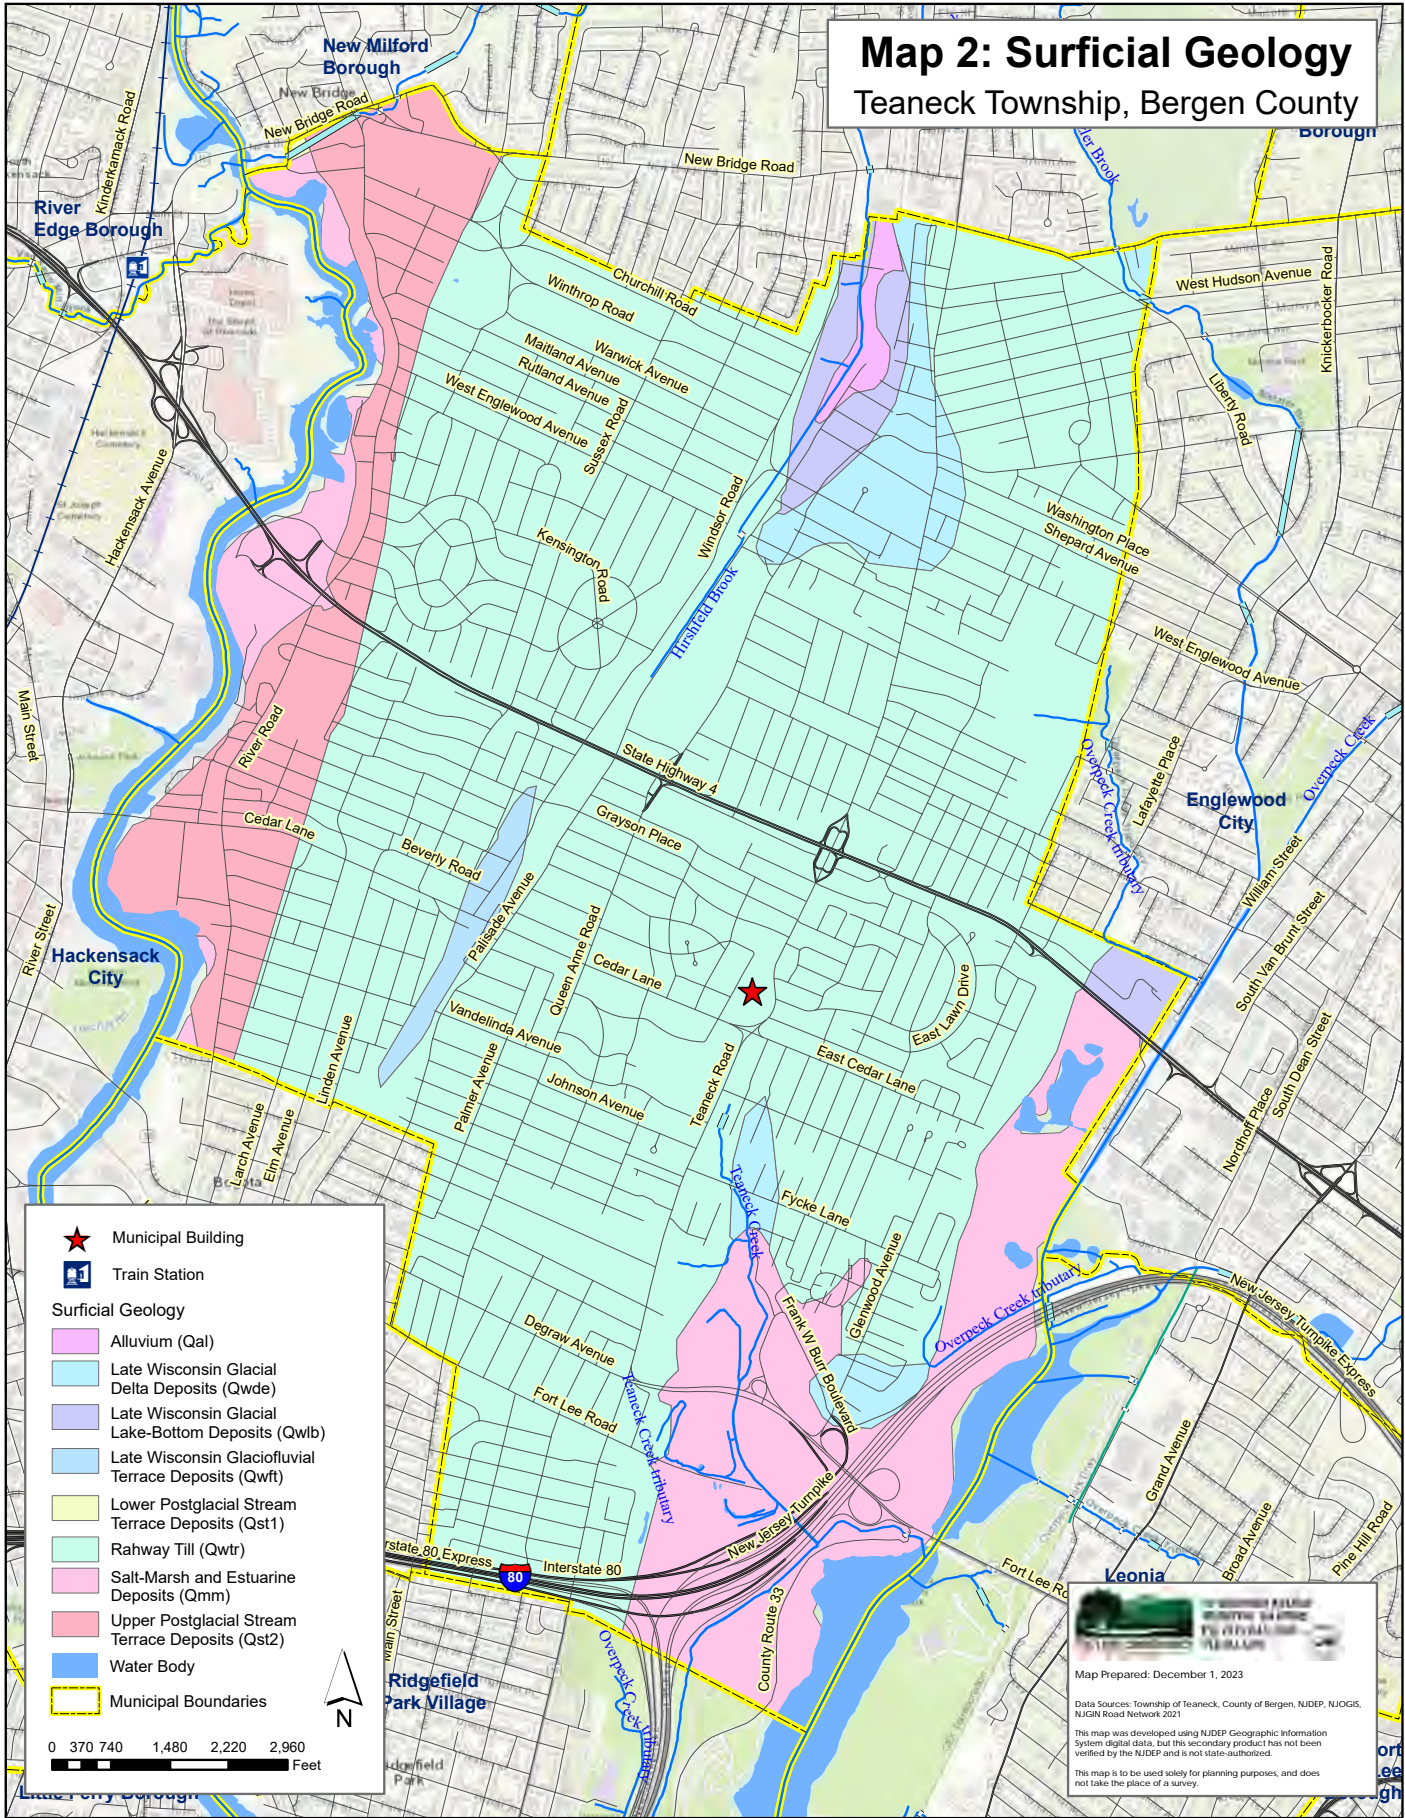 Map 2: Surficial Geology
Teaneck Township, Bergen County
New Milford
Borough
New Bridge
New Bridge Road
New Bridge Road
Kinderkamack Road
River
Edge Borough
Borough
West Hudson Avenue
Knickerbocker Road
Liberty Road
Churchill Road
Winthrop Road
Warwick Avenue
Maitland Avenue
Rutland Avenue
West Englewood Avenue
Sussex Road
Hackensack Avenue
Windsor Road
Kensington Road
Hirshfeld Brook
Washington Place
Shepard Avenue
West Englewood Avenue
Main Street
River Road
State Highway 4
Overpeck Creek tributary
Lafayette Place
Overpeck Creek
Englewood
City
William Street
Cedar Lane
Beverly Road
Grayson Place
Palisade Avenue
Queen Anne Road
Cedar Lane
East Lawn Drive
South Van Brunt Street
South Dean Street
River Street
Hackensack
City
Vandelinda Avenue
Linden Avenue
Palmer Avenue
Johnson Avenue
Teaneck Road
East Cedar Lane
Nordhoff Place
Larch Avenue
Elm Avenue
Bogota
Teaneck Creek
Fycke Lane
Glenwood Avenue
Frank W Burr Boulevard
Overpeck Creek tributary
New Jersey Turnpike Express
Degraw Avenue
Fort Lee Road
Teaneck Creek tributary
New Jersey Turnpike
Grand Avenue
Broad Avenue
Pine Hill Road
rstate 80 Express
80
Interstate 80
Fort Lee Ro
Leonia
County Route 33
Main Street
Overpeck Creek tributary
Ridgefield
Park Village
Little Ferry Borough
Municipal Building
Train Station
Surficial Geology
Alluvium (Qal)
Late Wisconsin Glacial
Delta Deposits (Qwde)
Late Wisconsin Glacial
Lake-Bottom Deposits (Qwlb)
Late Wisconsin Glaciofluvial
Terrace Deposits (Qwft)
Lower Postglacial Stream
Terrace Deposits (Qst1)
Rahway Till (Qwtr)
Salt-Marsh and Estuarine
Deposits (Qmm)
Upper Postglacial Stream
Terrace Deposits (Qst2)
Water Body
Municipal Boundaries
N
0 370 740 1,480 2,220 2,960
Feet
Map Prepared: December 1, 2023
Data Sources: Township of Teaneck, County of Bergen, NJDEP, NJOGIS,
NJGIN Road Network 2021
This map was developed using NJDEP Geographic Information
System digital data, but this secondary product has not been
verified by the NJDEP and is not state-authorized.
This map is to be used solely for planning purposes, and does
not take the place of a survey.